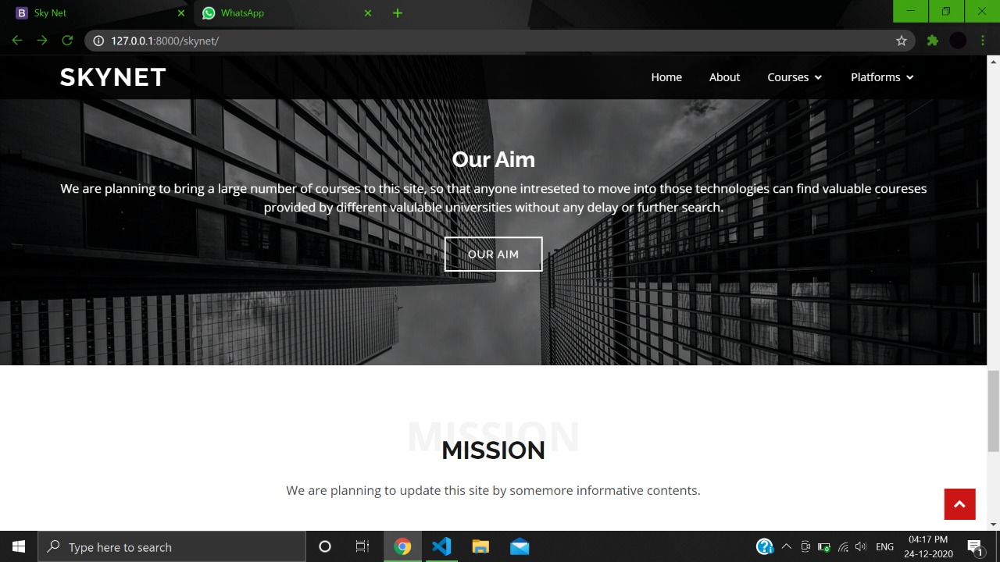 Sky Net
WhatsApp
127.0.0.1:8000/skynet/
SKYNET
Home About Courses Platforms
Our Aim
We are planning to bring a large number of courses to this site, so that anyone intreseted to move into those technologies can find valuable coureses
provided by different valulable universities without any delay or further search.
OUR AIM
MISSION
MISSION
We are planning to update this site by somemore informative contents.
Type here to search
ENG
04:17 PM
24-12-2020
1